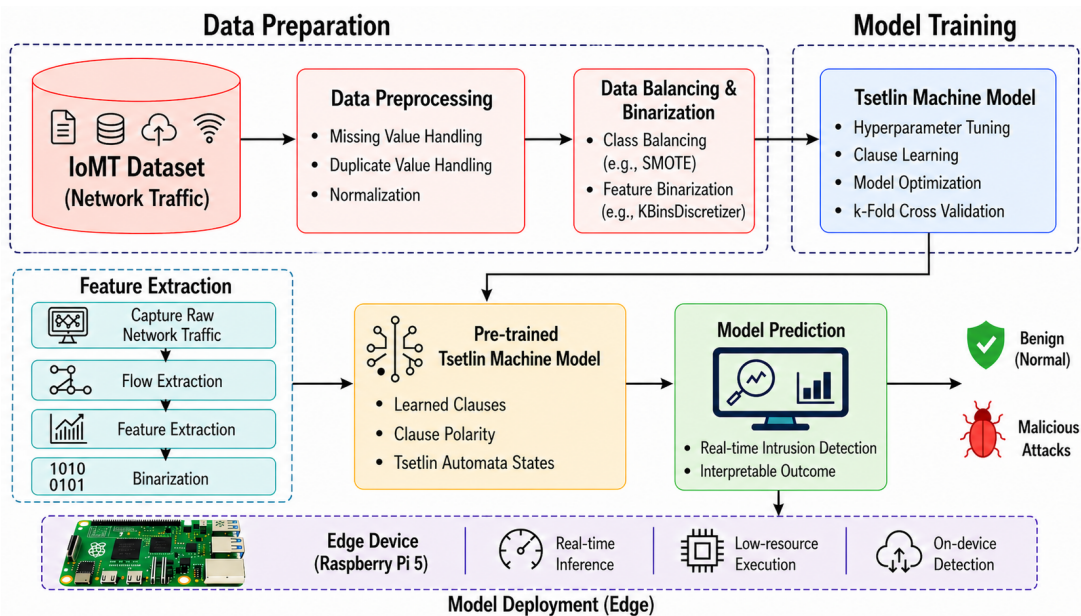 Data Preparation
Model Training
IoMT Dataset
(Network Traffic)
Data Preprocessing
• Missing Value Handling
• Duplicate Value Handling
• Normalization
Data Balancing &
Binarization
• Class Balancing
(e.g., SMOTE)
• Feature Binarization
(e.g., KBinsDiscretizer)
Tsetlin Machine Model
• Hyperparameter Tuning
• Clause Learning
• Model Optimization
• k-Fold Cross Validation
Feature Extraction
Capture Raw
Network Traffic
Flow Extraction
Feature Extraction
1010
0101
Binarization
Pre-trained
Tsetlin Machine Model
• Learned Clauses
• Clause Polarity
• Tsetlin Automata States
Model Prediction
• Real-time Intrusion Detection
• Interpretable Outcome
Benign
(Normal)
Malicious
Attacks
Edge Device
(Raspberry Pi 5)
Real-time
Inference
Low-resource
Execution
On-device
Detection
Model Deployment (Edge)